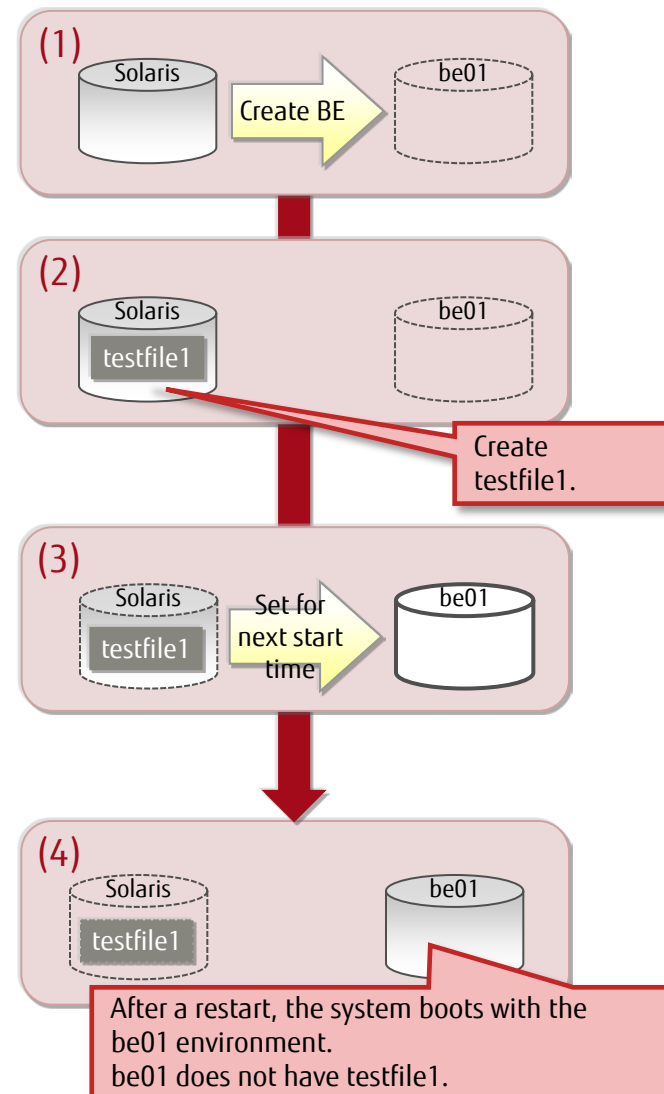 (1)
Solaris
Create BE
be01
(2)
Solaris
testfile1
be01
Create
testfile1.
(3)
Solaris
testfile1
Set for
next start
time
be01
(4)
Solaris
testfile1
be01
After a restart, the system boots with the
be01 environment.
be01 does not have testfile1.